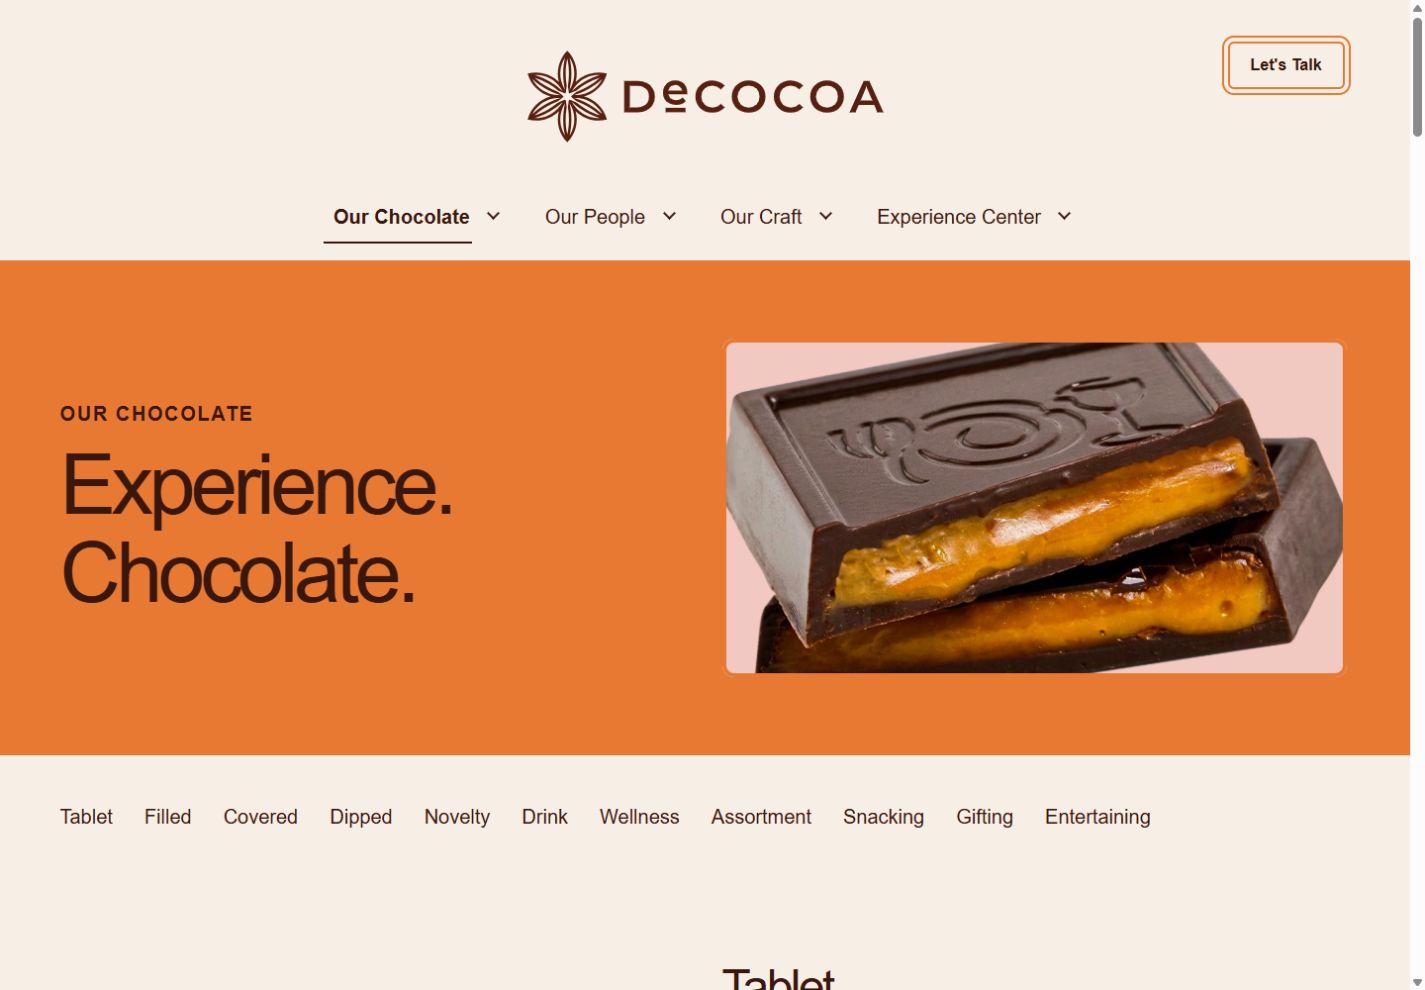 DeCOCOA
Let's Talk
Our Chocolate
Our People
Our Craft
Experience Center
OUR CHOCOLATE
Experience.
Chocolate.
Tablet
Filled
Covered
Dipped
Novelty
Drink
Wellness
Assortment
Snacking
Gifting
Entertaining
Tablet